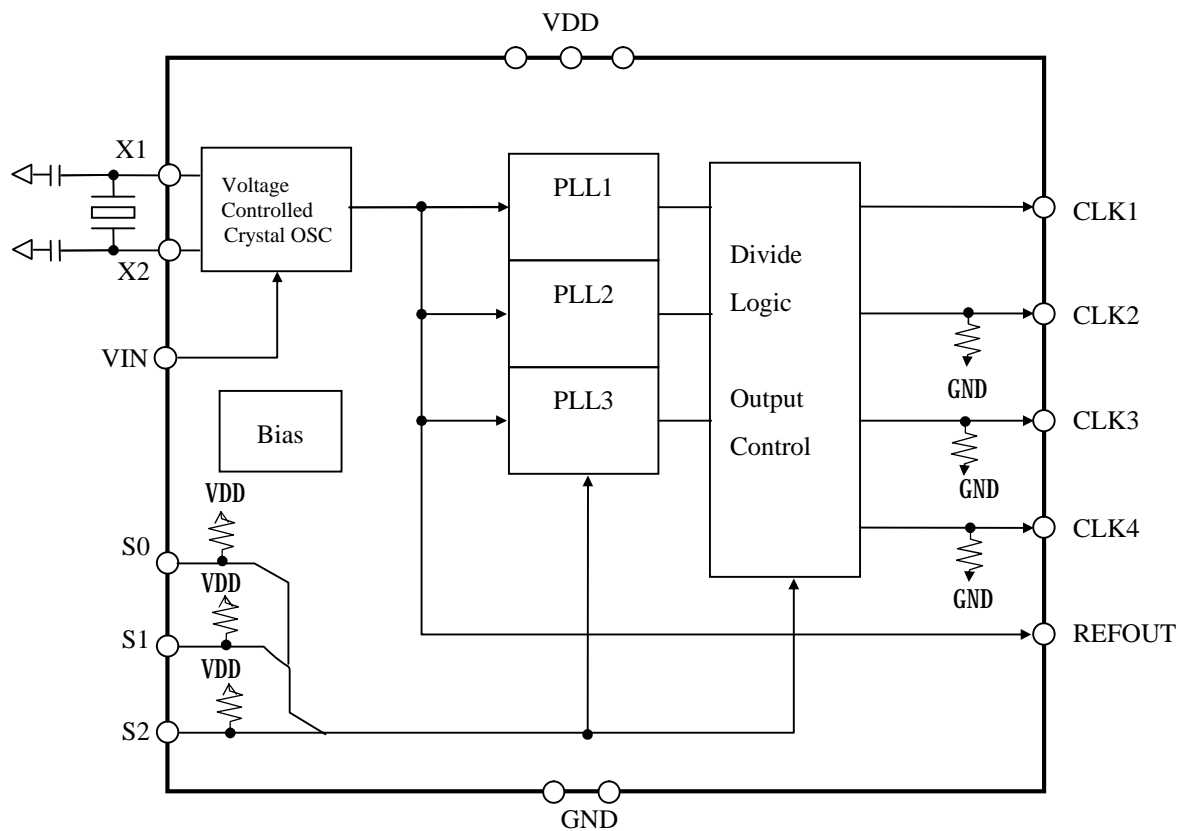 VDD
X1
X2
VIN
Voltage
Controlled
Crystal OSC
PLL1
PLL2
PLL3
Divide
Logic
Output
Control
CLK1
CLK2
GND
CLK3
GND
CLK4
GND
REFOUT
Bias
VDD
S0
VDD
S1
VDD
S2
GND